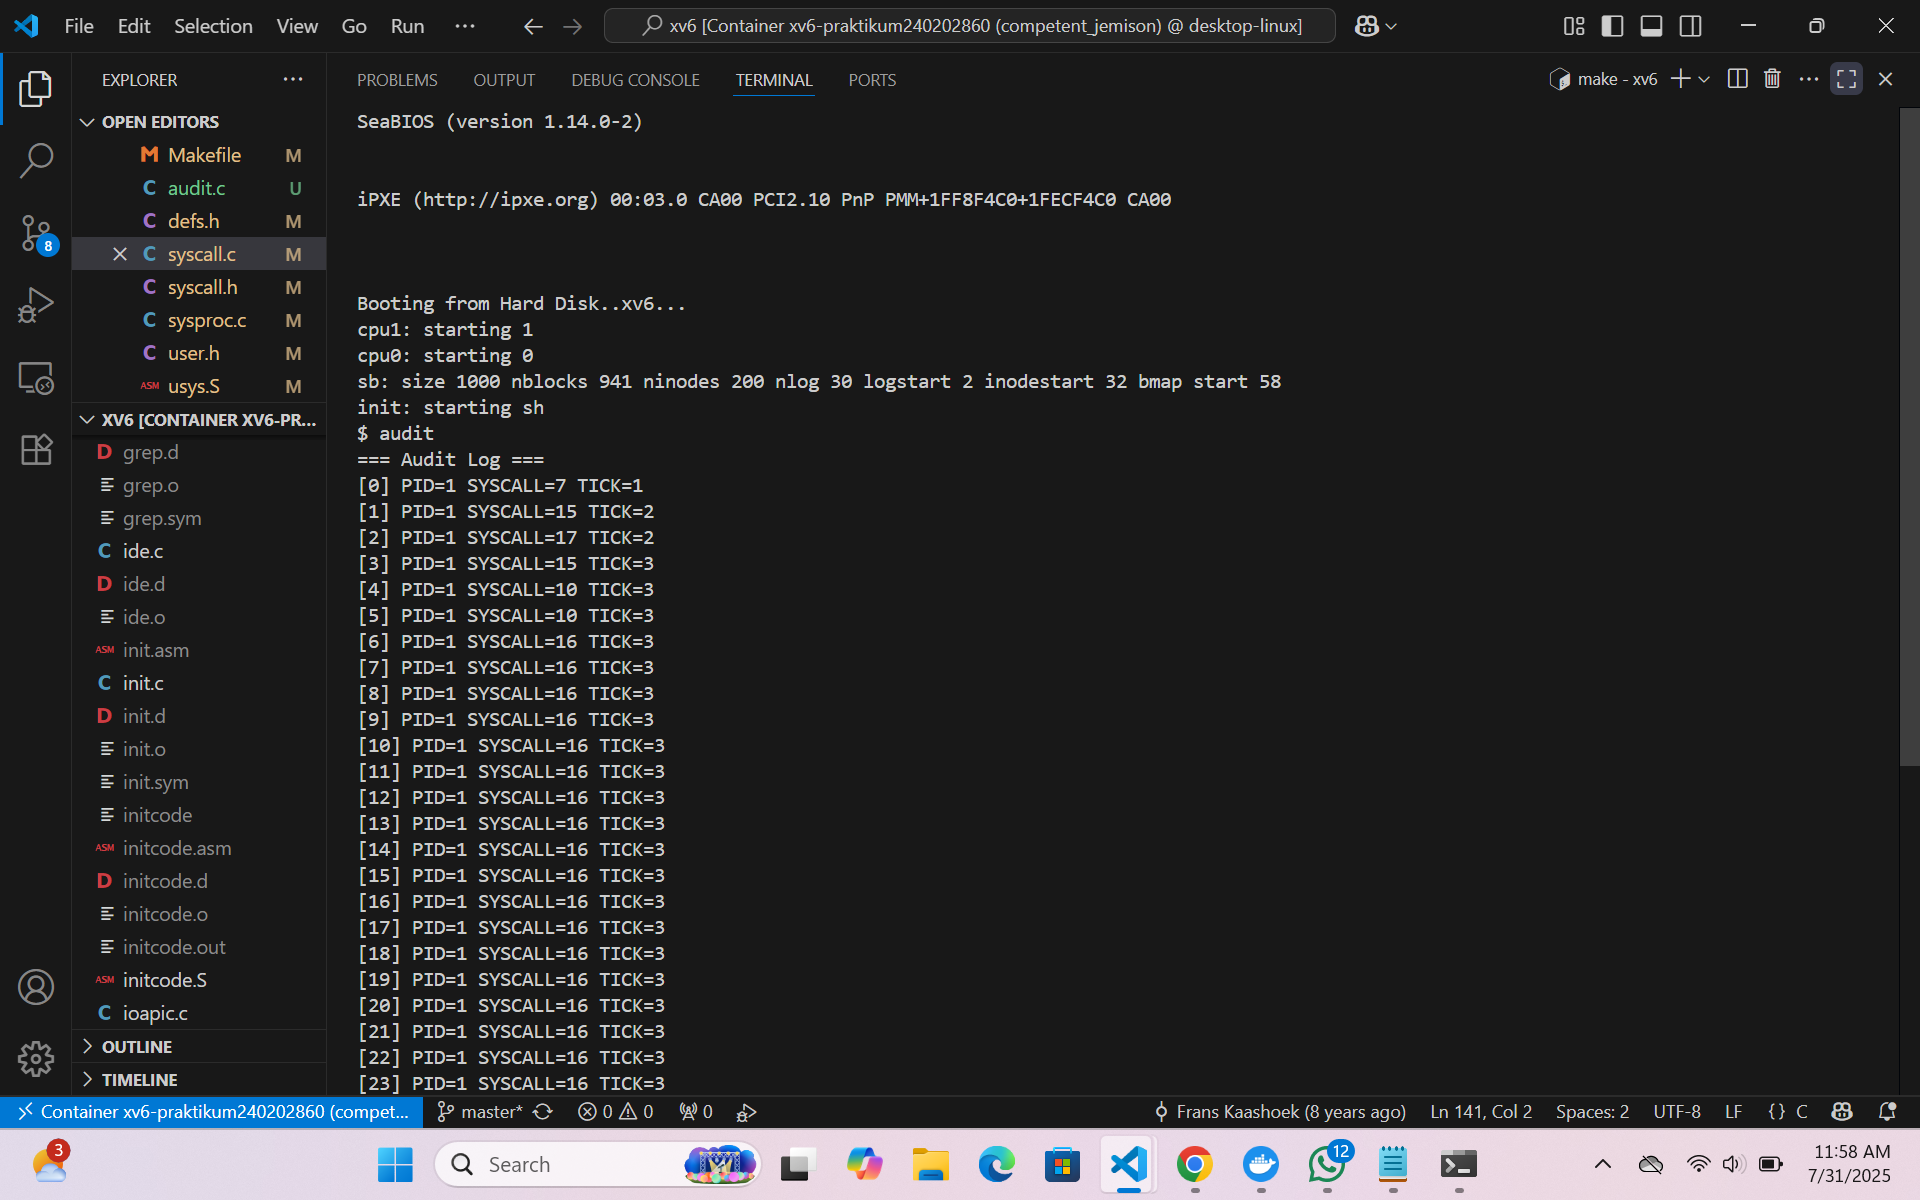 File Edit Selection View Go Run ···
xv6 [Container xv6-praktikum240202860 (competent_jemison) @ desktop-linux]
EXPLORER
PROBLEMS OUTPUT DEBUG CONSOLE TERMINAL PORTS
make - xv6
OPEN EDITORS
M Makefile M
C audit.c U
C defs.h M
C syscall.c M
C syscall.h M
C sysproc.c M
C user.h M
ASM usys.S M
8
XV6 [CONTAINER XV6-PR...
D grep.d
grep.o
grep.sym
C ide.c
D ide.d
ide.o
ASM init.asm
C init.c
D init.d
init.o
init.sym
initcode
ASM initcode.asm
D initcode.d
initcode.o
initcode.out
ASM initcode.S
C ioapic.c
OUTLINE
TIMELINE
SeaBIOS (version 1.14.0-2)
iPXE (http://ipxe.org) 00:03.0 CA00 PCI2.10 PnP PMM+1FF8F4C0+1FECF4C0 CA00
Booting from Hard Disk..xv6...
cpu1: starting 1
cpu0: starting 0
sb: size 1000 nblocks 941 ninodes 200 nlog 30 logstart 2 inodestart 32 bmap start 58
init: starting sh
$ audit
=== Audit Log ===
[0] PID=1 SYSCALL=7 TICK=1
[1] PID=1 SYSCALL=15 TICK=2
[2] PID=1 SYSCALL=17 TICK=2
[3] PID=1 SYSCALL=15 TICK=3
[4] PID=1 SYSCALL=10 TICK=3
[5] PID=1 SYSCALL=10 TICK=3
[6] PID=1 SYSCALL=16 TICK=3
[7] PID=1 SYSCALL=16 TICK=3
[8] PID=1 SYSCALL=16 TICK=3
[9] PID=1 SYSCALL=16 TICK=3
[10] PID=1 SYSCALL=16 TICK=3
[11] PID=1 SYSCALL=16 TICK=3
[12] PID=1 SYSCALL=16 TICK=3
[13] PID=1 SYSCALL=16 TICK=3
[14] PID=1 SYSCALL=16 TICK=3
[15] PID=1 SYSCALL=16 TICK=3
[16] PID=1 SYSCALL=16 TICK=3
[17] PID=1 SYSCALL=16 TICK=3
[18] PID=1 SYSCALL=16 TICK=3
[19] PID=1 SYSCALL=16 TICK=3
[20] PID=1 SYSCALL=16 TICK=3
[21] PID=1 SYSCALL=16 TICK=3
[22] PID=1 SYSCALL=16 TICK=3
[23] PID=1 SYSCALL=16 TICK=3
Container xv6-praktikum240202860 (compet... master* 0 0 0 Frans Kaashoek (8 years ago) Ln 141, Col 2 Spaces: 2 UTF-8 LF {} C
3
Search
12
11:58 AM
7/31/2025